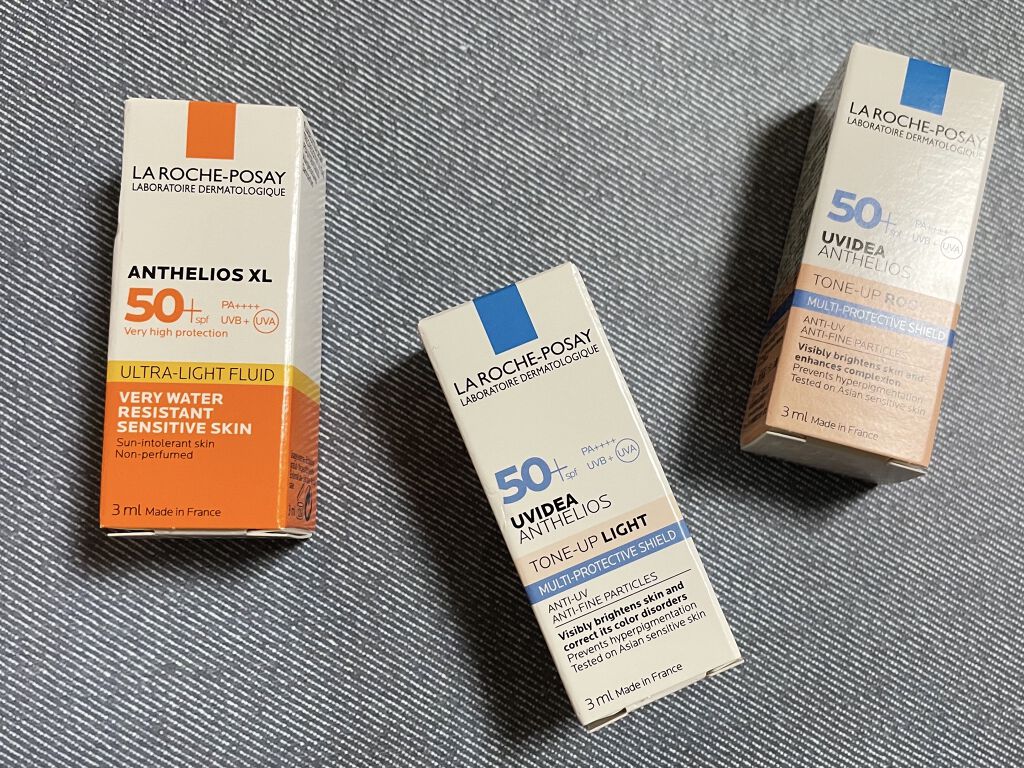 LA ROCHE-POSAY
LABORATOIRE DERMATOLOGIQUE
ANTHELIOS XL
50+ spf
PA++++
UVB + UVA
Very high protection
ULTRA-LIGHT FLUID
VERY WATER
RESISTANT
SENSITIVE SKIN
Sun-intolerant skin
Non-perfumed
3 ml Made in France
LA ROCHE-POSAY
LABORATOIRE DERMATOLOGIQUE
50+ spf
PA++++
UVB + UVA
UVIDEA
ANTHELIOS
TONE-UP LIGHT
MULTI-PROTECTIVE SHIELD
ANTI-UV
ANTI-FINE PARTICLES
Visibly brightens skin and
correct its color disorders
Prevents hyperpigmentation
Tested on Asian sensitive skin
3 ml Made in France
LA ROCHE-POSAY
LABORATOIRE DERMATOLOGIQUE
50+ spf
PA++++
UVB + UVA
UVIDEA
ANTHELIOS
TONE-UP
MULTI-PROTECTIVE SHIELD
ANTI-UV
ANTI-FINE PARTICLES
Visibly brightens skin and
enhances complexion
Prevents hyperpigmentation
Tested on Asian sensitive skin
3 ml Made in France